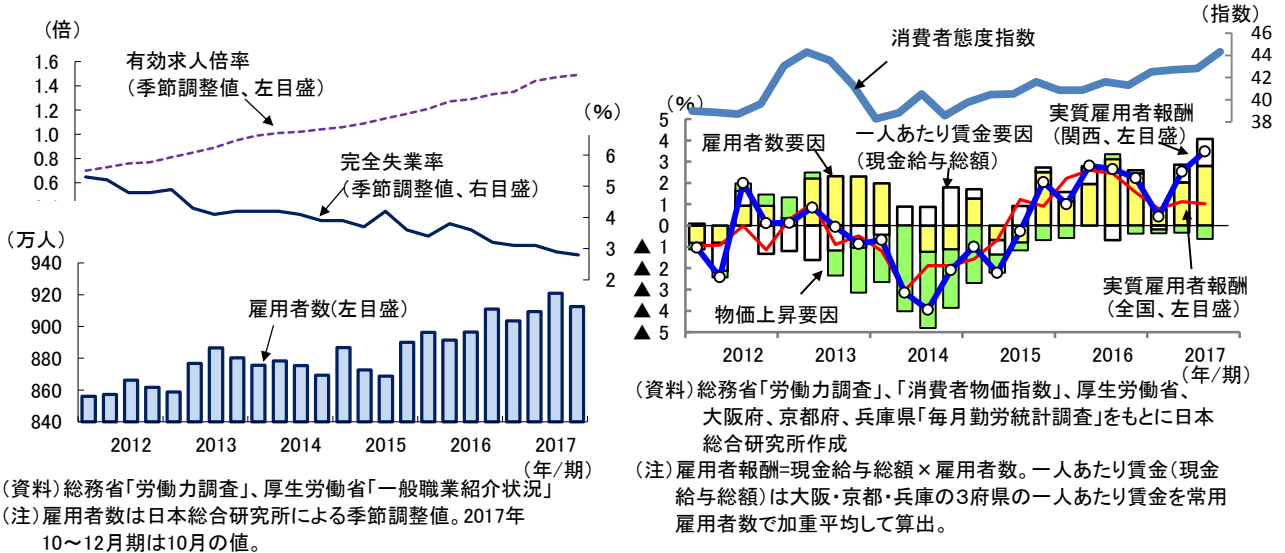 (倍)
1.6
1.4
1.2
1.0
0.8
0.6
有効求人倍率
(季節調整値、左目盛)
(%)
6
5
4
3
2
完全失業率
(季節調整値、右目盛)
(万人)
940
920
900
880
860
840
雇用者数(左目盛)
2012 2013 2014 2015 2016 2017
(年/期)
(資料)総務省「労働力調査」、厚生労働省「一般職業紹介状況」
(注)雇用者数は日本総合研究所による季節調整値。2017年
10～12月期は10月の値。
(指数)
46
44
42
40
38
消費者態度指数
(%)
5
4
3
2
1
0
▲ 1
▲ 2
▲ 3
▲ 4
▲ 5
雇用者数要因
一人あたり賃金要因
(現金給与総額)
実質雇用者報酬
(関西、左目盛)
物価上昇要因
実質雇用者報酬
(全国、左目盛)
2012 2013 2014 2015 2016 2017
(年/期)
(資料)総務省「労働力調査」、「消費者物価指数」、厚生労働省、
大阪府、京都府、兵庫県「毎月勤労統計調査」をもとに日本
総合研究所作成
(注)雇用者報酬=現金給与総額×雇用者数。一人あたり賃金(現金
給与総額)は大阪・京都・兵庫の３府県の一人あたり賃金を常用
雇用者数で加重平均して算出。